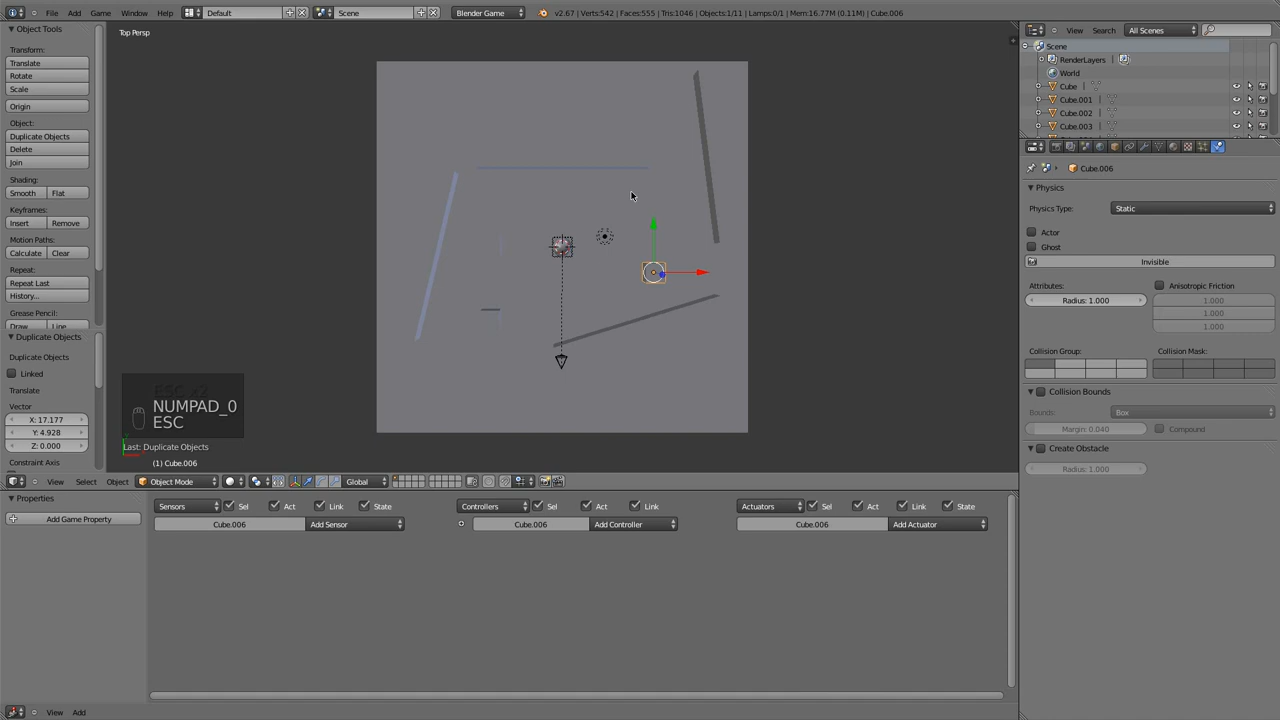 File Add Game Window Help Default Scene Blender Game v2.67 | Verts:542 | Faces:555 | Tris:1046 | Objects:1/11 | Lamps:0/1 | Mem:16.77M (0.11M) | Cube.006
Object Tools
Transform:
Translate
Rotate
Scale
Origin
Object:
Duplicate Objects
Delete
Join
Shading:
Smooth Flat
Keyframes:
Insert Remove
Motion Paths:
Calculate Clear
Repeat:
Repeat Last
History...
Grease Pencil:
Draw Line
Duplicate Objects
Duplicate Objects
Linked
Translate
Vector
X: 17.177
Y: 4.928
Z: 0.000
Constraint Axis
Top Persp
NUMPAD_0
ESC
Last: Duplicate Objects
(1) Cube.006
View Select Object Object Mode Global
View Search All Scenes
Scene
RenderLayers |
World
Cube |
Cube.001 |
Cube.002 |
Cube.003 |
Cube.006
Physics
Physics Type: Static
Actor
Ghost
Invisible
Attributes: Anisotropic Friction
Radius: 1.000 1.000
1.000
1.000
Collision Group: Collision Mask:
Collision Bounds
Bounds: Box
Margin: 0.040 Compound
Create Obstacle
Radius: 1.000
Properties
Add Game Property
Sensors Sel Act Link State Controllers Sel Act Link Actuators Sel Act Link State
Cube.006 Add Sensor Cube.006 Add Controller Cube.006 Add Actuator
View Add